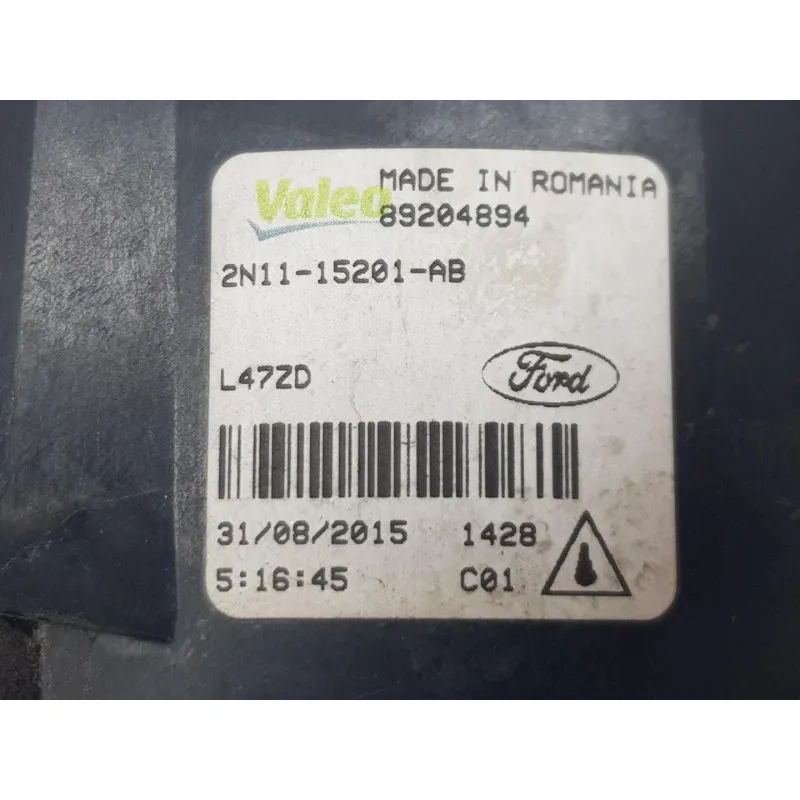 Valeo MADE IN ROMANIA
89204894
2N11-15201-AB
L47ZD
Ford
31/08/2015 1428
5:16:45 C01